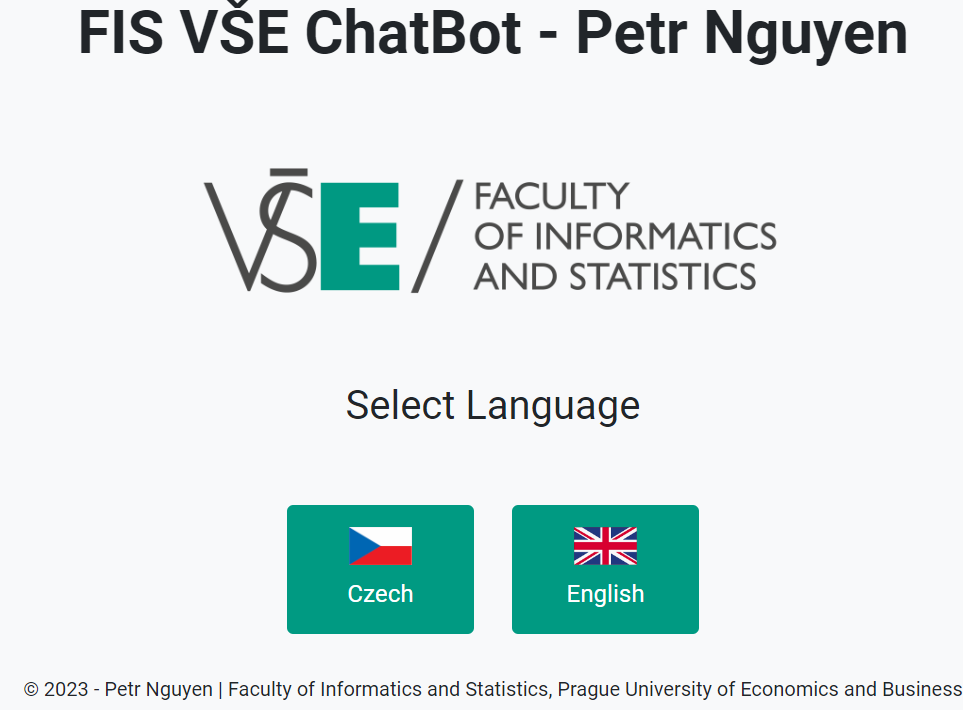 FIS VŠE ChatBot - Petr Nguyen
VŠE / FACULTY
OF INFORMATICS
AND STATISTICS
Select Language
Czech
English
© 2023 - Petr Nguyen | Faculty of Informatics and Statistics, Prague University of Economics and Business